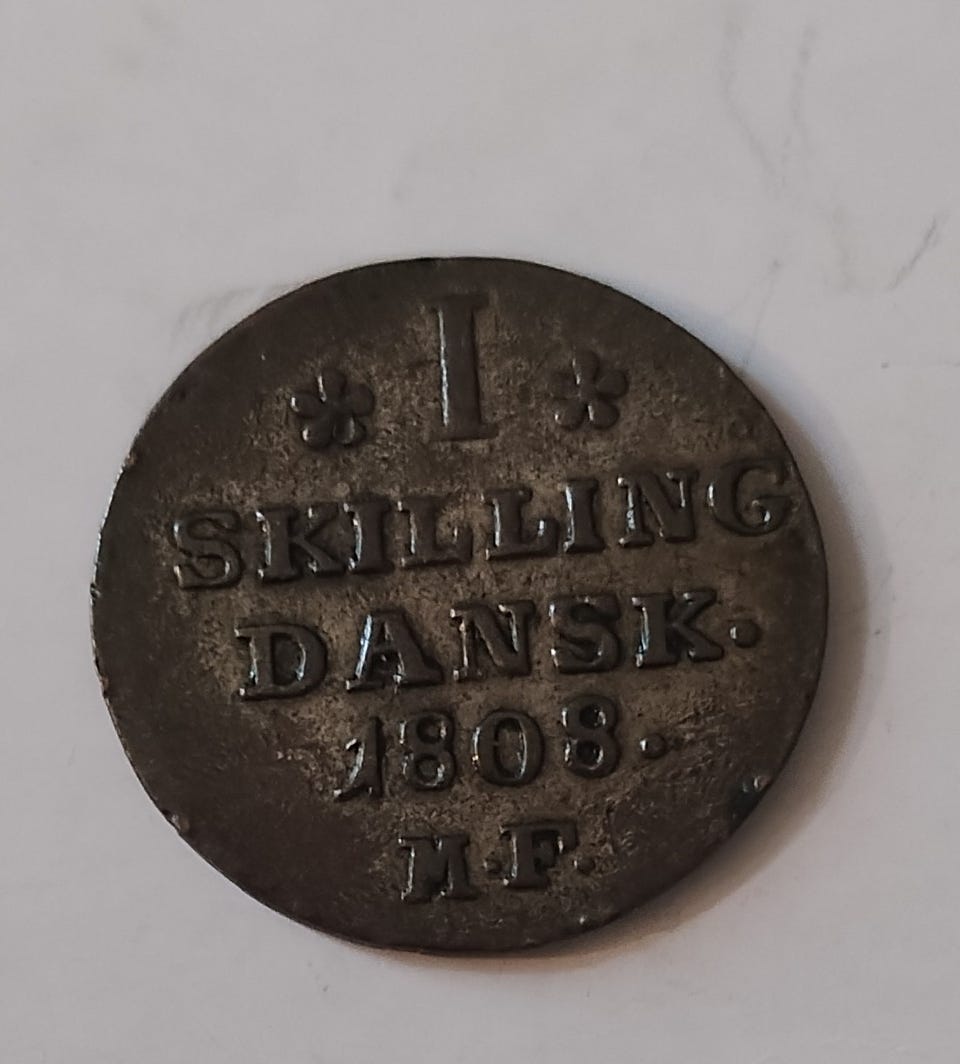 I
SKILLING
DANSK.
1808.
M.F.